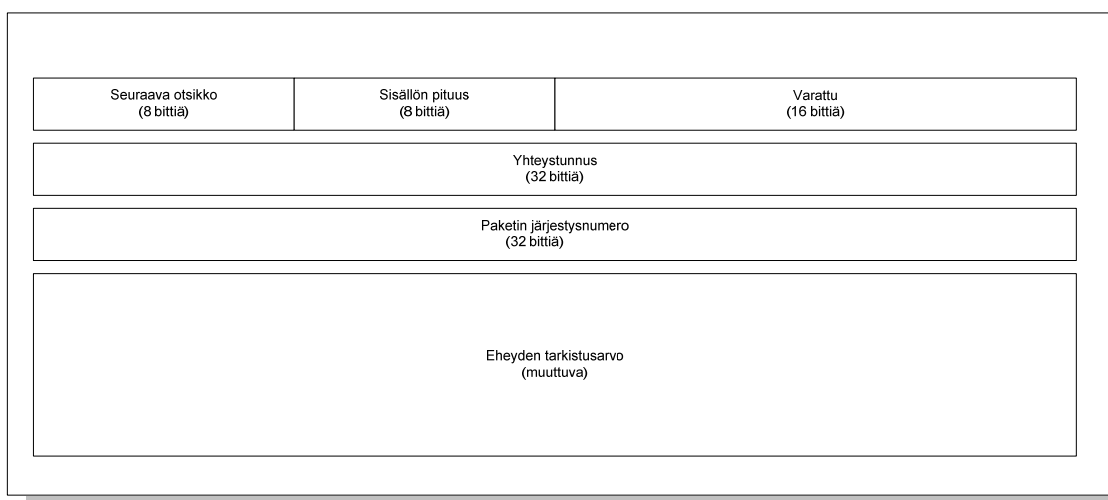 Seuraava otsikko
(8 bittiä)
Sisällön pituus
(8 bittiä)
Varattu
(16 bittiä)
Yhteystunnus
(32 bittiä)
Paketin järjestysnumero
(32 bittiä)
Eheyden tarkistusarvo
(muuttuva)